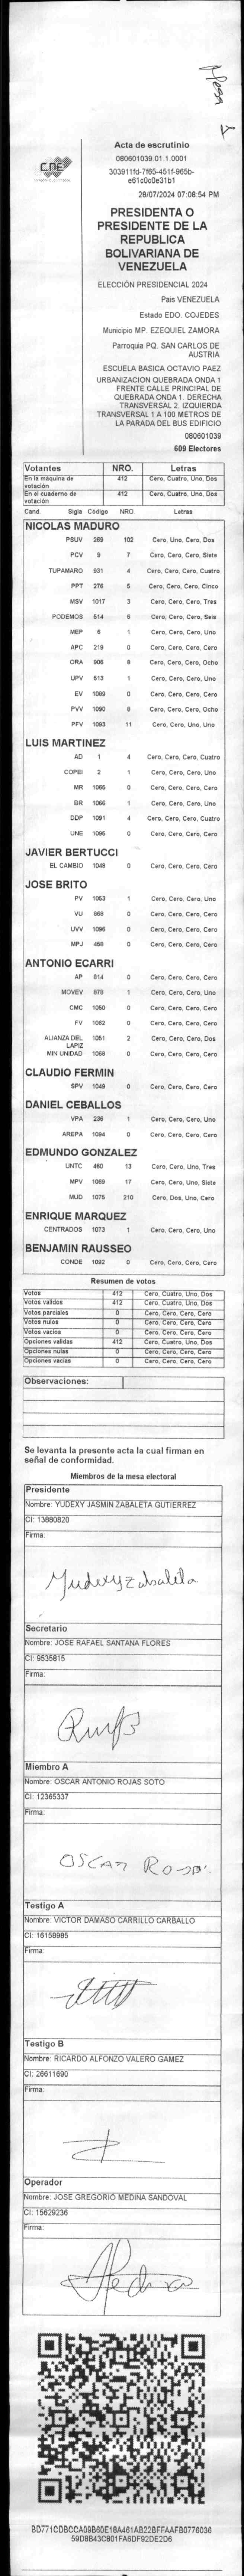 Mesa 1
CNE
Acta de escrutinio
080601039.01.1.0001
303911fd-7f65-451f-965b-
e61c0c0e31b1
28/07/2024 07:08:54 PM
PRESIDENTA O
PRESIDENTE DE LA
REPUBLICA
BOLIVARIANA DE
VENEZUELA
ELECCIÓN PRESIDENCIAL 2024
Pais VENEZUELA
Estado EDO. COJEDES
Municipio MP. EZEQUIEL ZAMORA
Parroquia PQ. SAN CARLOS DE
AUSTRIA
ESCUELA BASICA OCTAVIO PAEZ
URBANIZACION QUEBRADA ONDA 1
FRENTE CALLE PRINCIPAL DE
QUEBRADA ONDA 1. DERECHA
TRANSVERSAL 2. IZQUIERDA
TRANSVERSAL 1 A 100 METROS DE
LA PARADA DEL BUS EDIFICIO
080601039
609 Electores
Votantes NRO. Letras
En la máquina de votación 412 Cero, Cuatro, Uno, Dos
En el cuaderno de votación 412 Cero, Cuatro, Uno, Dos
Cand. Sigla Código NRO. Letras
NICOLAS MADURO
PSUV 269 102 Cero, Uno, Cero, Dos
PCV 9 7 Cero, Cero, Cero, Siete
TUPAMARO 931 4 Cero, Cero, Cero, Cuatro
PPT 276 5 Cero, Cero, Cero, Cinco
MSV 1017 3 Cero, Cero, Cero, Tres
PODEMOS 514 6 Cero, Cero, Cero, Seis
MEP 6 1 Cero, Cero, Cero, Uno
APC 219 0 Cero, Cero, Cero, Cero
ORA 906 8 Cero, Cero, Cero, Ocho
UPV 613 1 Cero, Cero, Cero, Uno
EV 1089 0 Cero, Cero, Cero, Cero
PVV 1090 8 Cero, Cero, Cero, Ocho
PFV 1093 11 Cero, Cero, Uno, Uno
LUIS MARTINEZ
AD 1 4 Cero, Cero, Cero, Cuatro
COPEI 2 1 Cero, Cero, Cero, Uno
MR 1065 0 Cero, Cero, Cero, Cero
BR 1066 1 Cero, Cero, Cero, Uno
DDP 1091 4 Cero, Cero, Cero, Cuatro
UNE 1095 0 Cero, Cero, Cero, Cero
JAVIER BERTUCCI
EL CAMBIO 1048 0 Cero, Cero, Cero, Cero
JOSE BRITO
PV 1053 1 Cero, Cero, Cero, Uno
VU 868 0 Cero, Cero, Cero, Cero
UVV 1096 0 Cero, Cero, Cero, Cero
MPJ 468 0 Cero, Cero, Cero, Cero
ANTONIO ECARRI
AP 814 0 Cero, Cero, Cero, Cero
MOVEV 878 1 Cero, Cero, Cero, Uno
CMC 1050 0 Cero, Cero, Cero, Cero
FV 1062 0 Cero, Cero, Cero, Cero
ALIANZA DEL LAPIZ 1051 2 Cero, Cero, Cero, Dos
MIN UNIDAD 1068 0 Cero, Cero, Cero, Cero
CLAUDIO FERMIN
SPV 1049 0 Cero, Cero, Cero, Cero
DANIEL CEBALLOS
VPA 236 1 Cero, Cero, Cero, Uno
AREPA 1094 0 Cero, Cero, Cero, Cero
EDMUNDO GONZALEZ
UNTC 460 13 Cero, Cero, Uno, Tres
MPV 1069 17 Cero, Cero, Uno, Siete
MUD 1075 210 Cero, Dos, Uno, Cero
ENRIQUE MARQUEZ
CENTRADOS 1073 1 Cero, Cero, Cero, Uno
BENJAMIN RAUSSEO
CONDE 1092 0 Cero, Cero, Cero, Cero
Resumen de votos
Votos 412 Cero, Cuatro, Uno, Dos
Votos válidos 412 Cero, Cuatro, Uno, Dos
Votos parciales 0 Cero, Cero, Cero, Cero
Votos nulos 0 Cero, Cero, Cero, Cero
Votos vacíos 0 Cero, Cero, Cero, Cero
Opciones validas 412 Cero, Cuatro, Uno, Dos
Opciones nulas 0 Cero, Cero, Cero, Cero
Opciones vacías 0 Cero, Cero, Cero, Cero
Observaciones:
Se levanta la presente acta la cual firman en
señal de conformidad.
Miembros de la mesa electoral
Presidente
Nombre: YUDEXY JASMIN ZABALETA GUTIERREZ
CI: 13880820
Firma:
Yudexy Zabaleta
Secretario
Nombre: JOSE RAFAEL SANTANA FLORES
CI: 9535815
Firma:
Miembro A
Nombre: OSCAR ANTONIO ROJAS SOTO
CI: 12365337
Firma:
OSCAR
Testigo A
Nombre: VICTOR DAMASO CARRILLO CARBALLO
CI: 16158985
Firma:
Testigo B
Nombre: RICARDO ALFONZO VALERO GAMEZ
CI: 26611690
Firma:
Operador
Nombre: JOSE GREGORIO MEDINA SANDOVAL
CI: 15629236
Firma:
BD771CDBCCA09B60E18A461AB22BFFAAFB0776036
59D8B43C801FA6DF92DE2D6